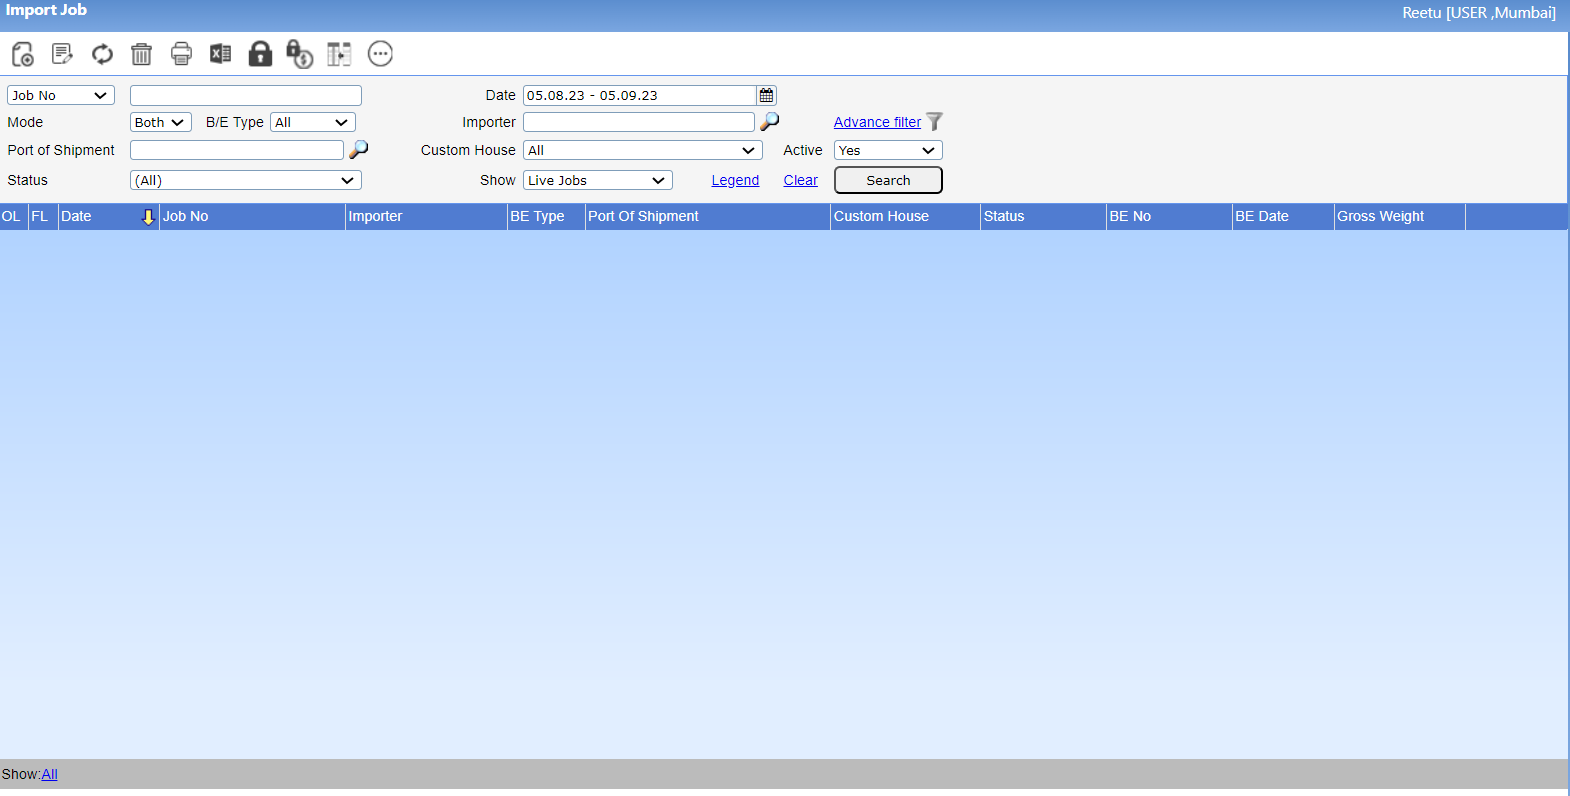 Import Job
Reetu [USER ,Mumbai]
Job No Date 05.08.23 - 05.09.23
Mode Both B/E Type All Importer Advance filter
Port of Shipment Custom House All Active Yes
Status (All) Show Live Jobs Legend Clear Search
OL FL Date Job No Importer BE Type Port Of Shipment Custom House Status BE No BE Date Gross Weight
Show:All